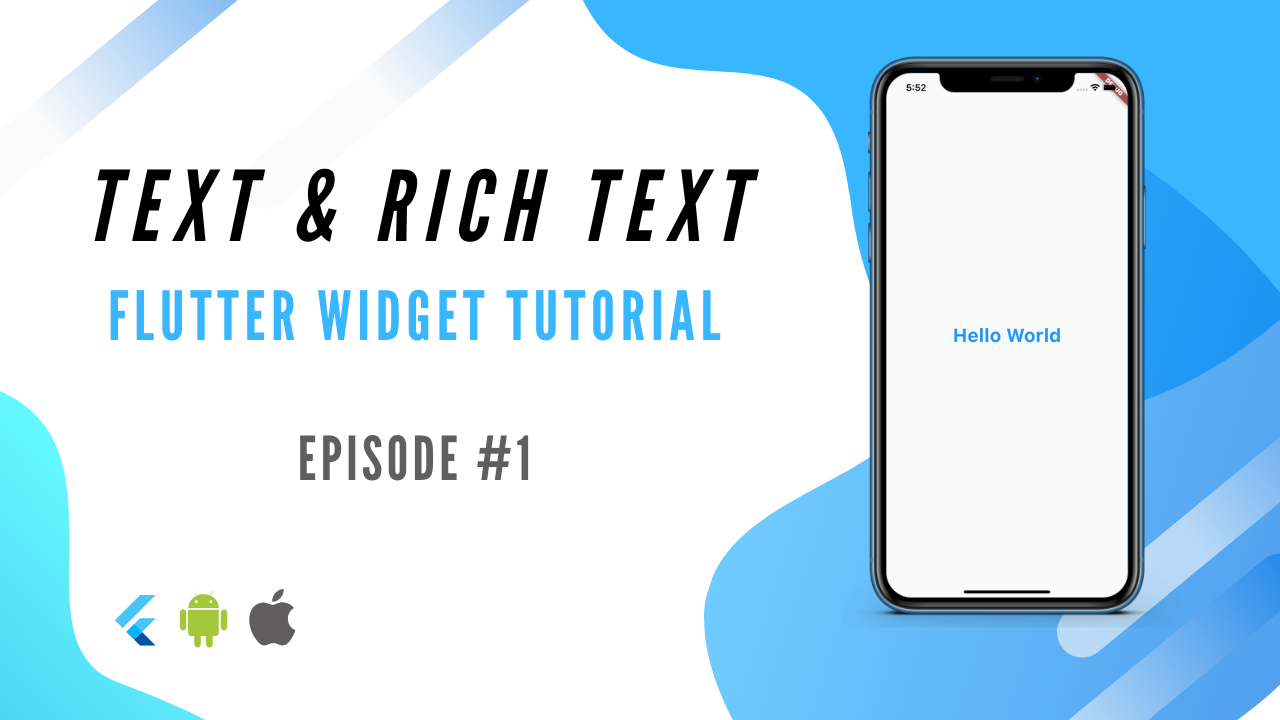 TEXT & RICH TEXT
FLUTTER WIDGET TUTORIAL
EPISODE #1
5:52
Hello World